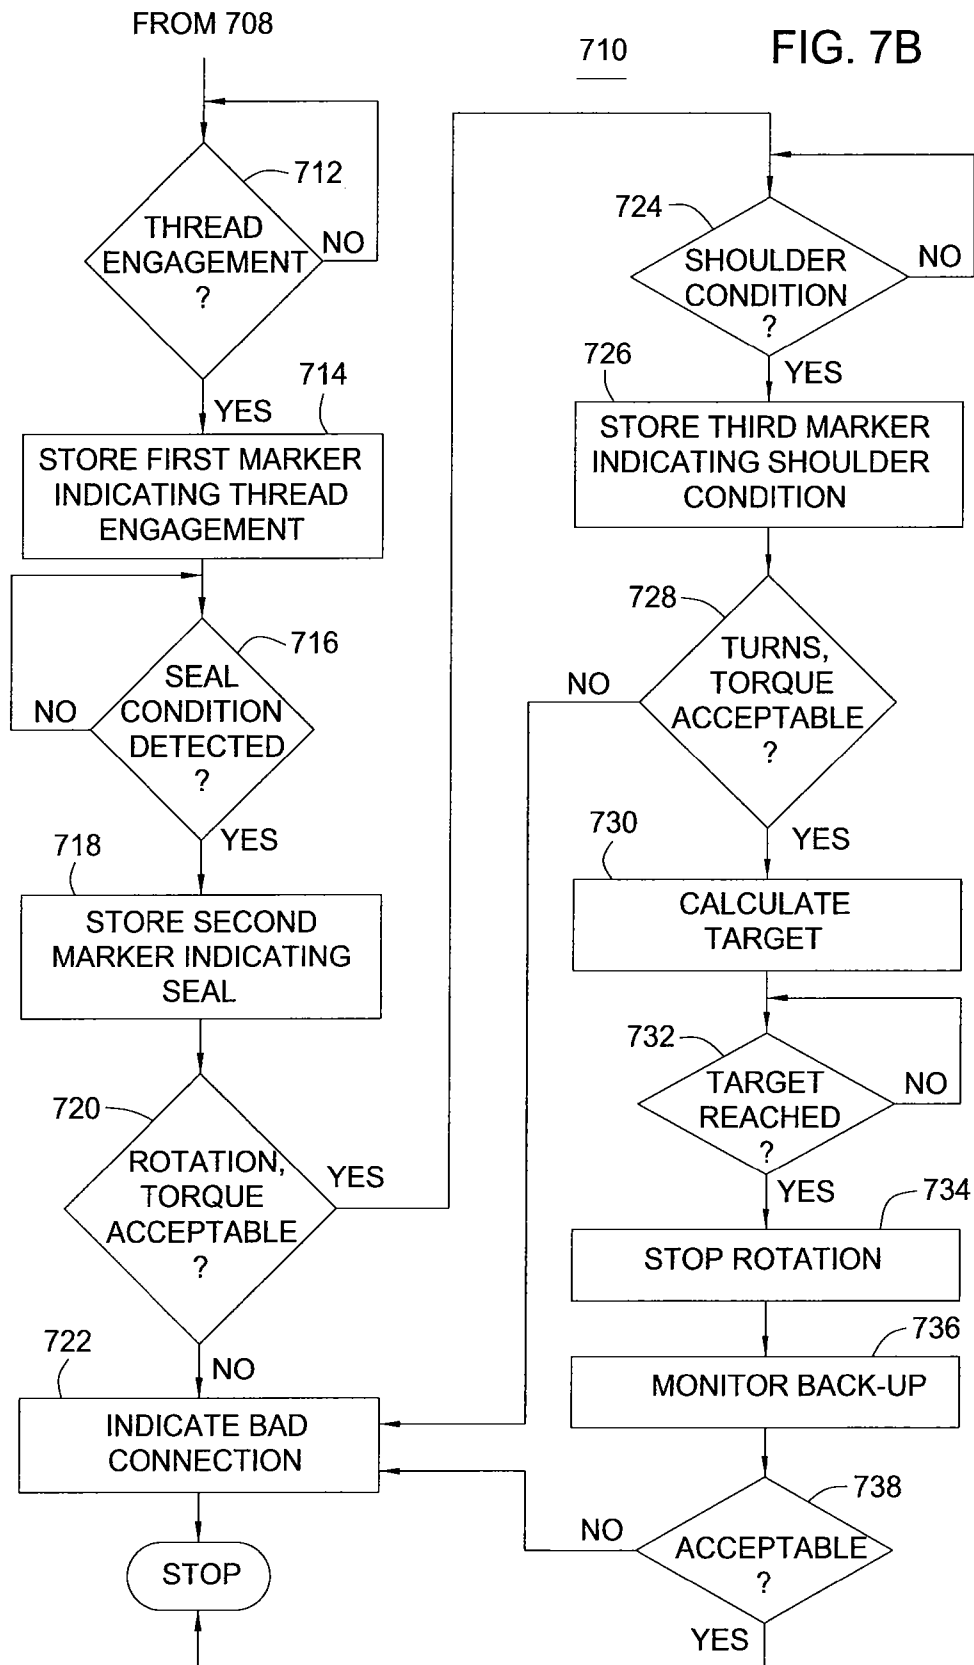 FROM 708
710
FIG. 7B
712
THREAD
ENGAGEMENT
?
NO
YES
714
STORE FIRST MARKER
INDICATING THREAD
ENGAGEMENT
716
SEAL
CONDITION
DETECTED
?
NO
YES
718
STORE SECOND
MARKER INDICATING
SEAL
720
ROTATION,
TORQUE
ACCEPTABLE
?
YES
NO
722
INDICATE BAD
CONNECTION
STOP
724
SHOULDER
CONDITION
?
NO
YES
726
STORE THIRD MARKER
INDICATING SHOULDER
CONDITION
728
TURNS,
TORQUE
ACCEPTABLE
?
NO
YES
730
CALCULATE
TARGET
732
TARGET
REACHED
?
NO
YES
734
STOP ROTATION
736
MONITOR BACK-UP
738
ACCEPTABLE
?
NO
YES